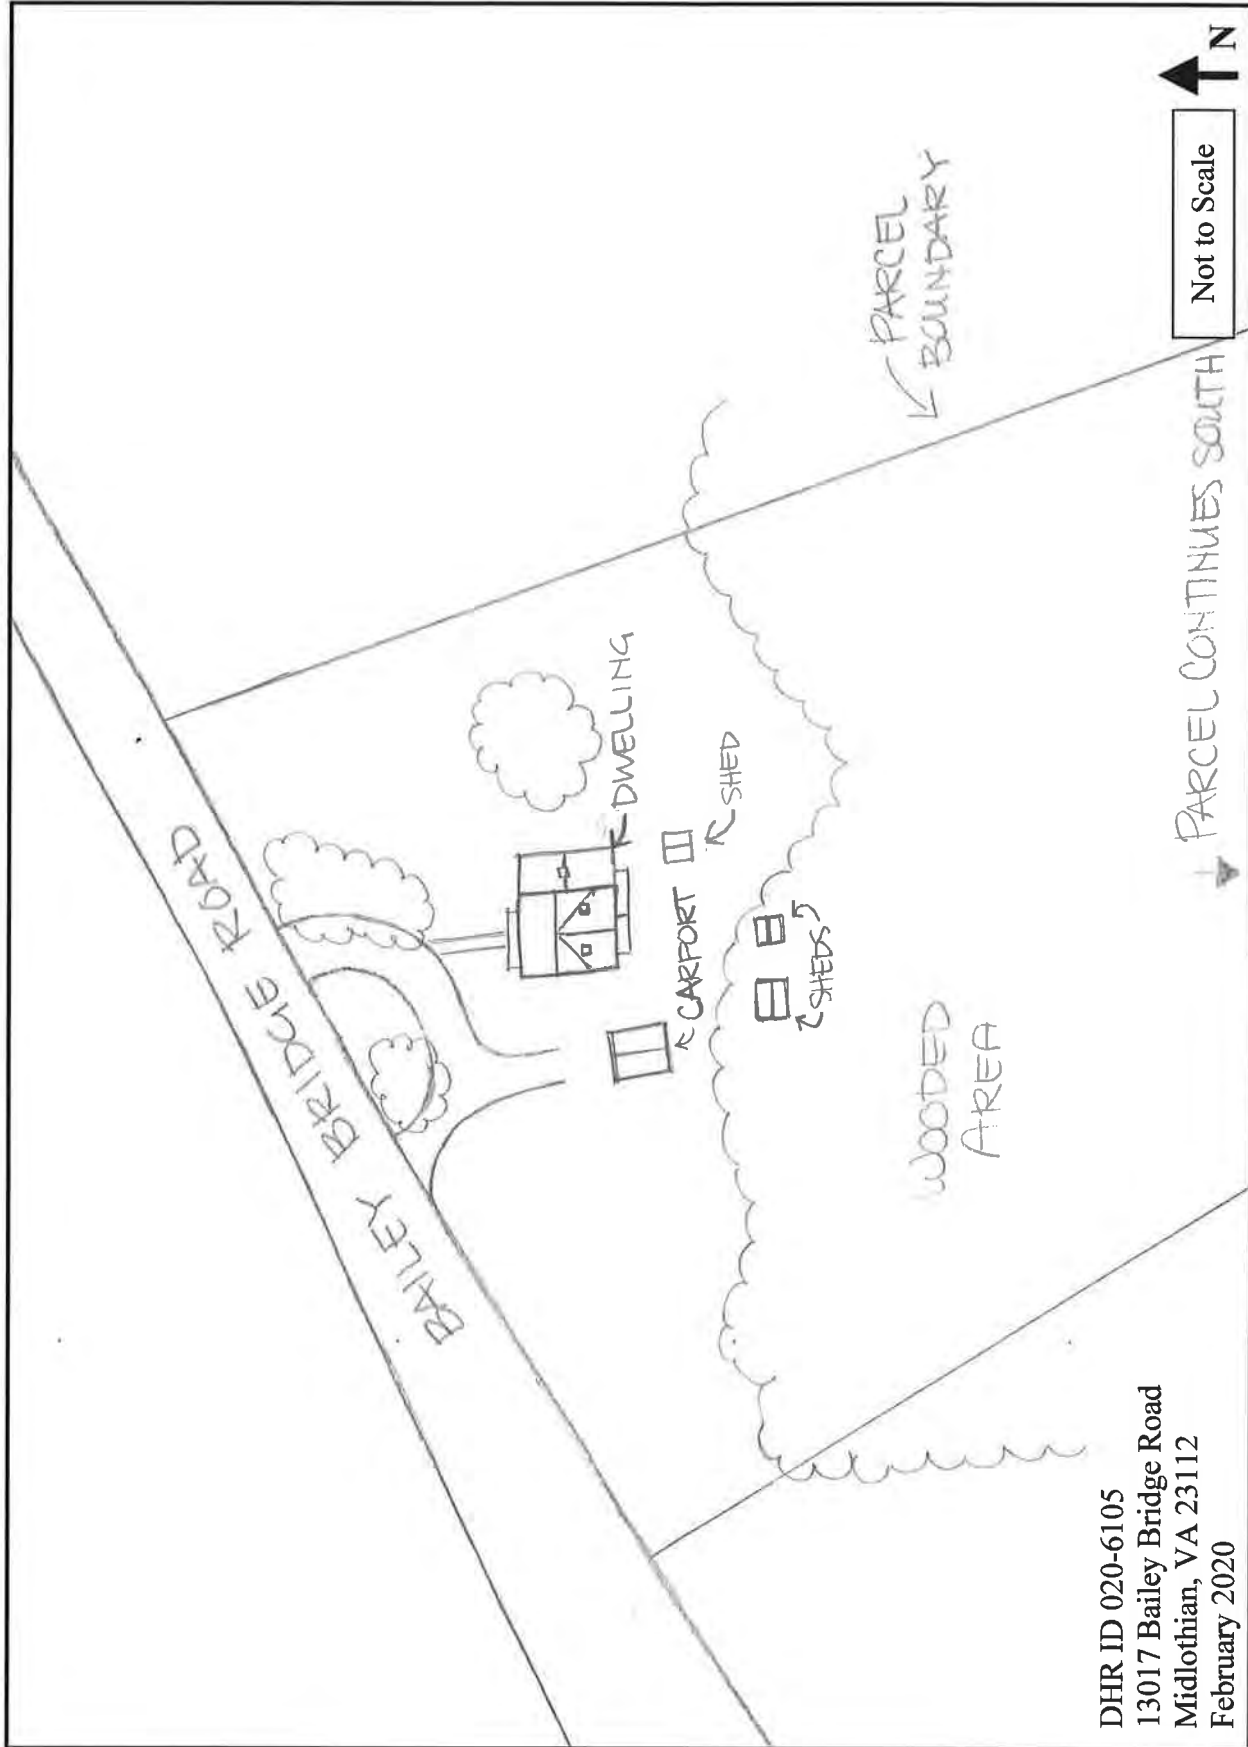 BAILEY BRIDGE ROAD
DWELLING
SHED
CARPORT
SHEDS
WOODED
AREA
PARCEL
BOUNDARY
PARCEL CONTINUES SOUTH
DHR ID 020-6105
13017 Bailey Bridge Road
Midlothian, VA 23112
February 2020
Not to Scale
N